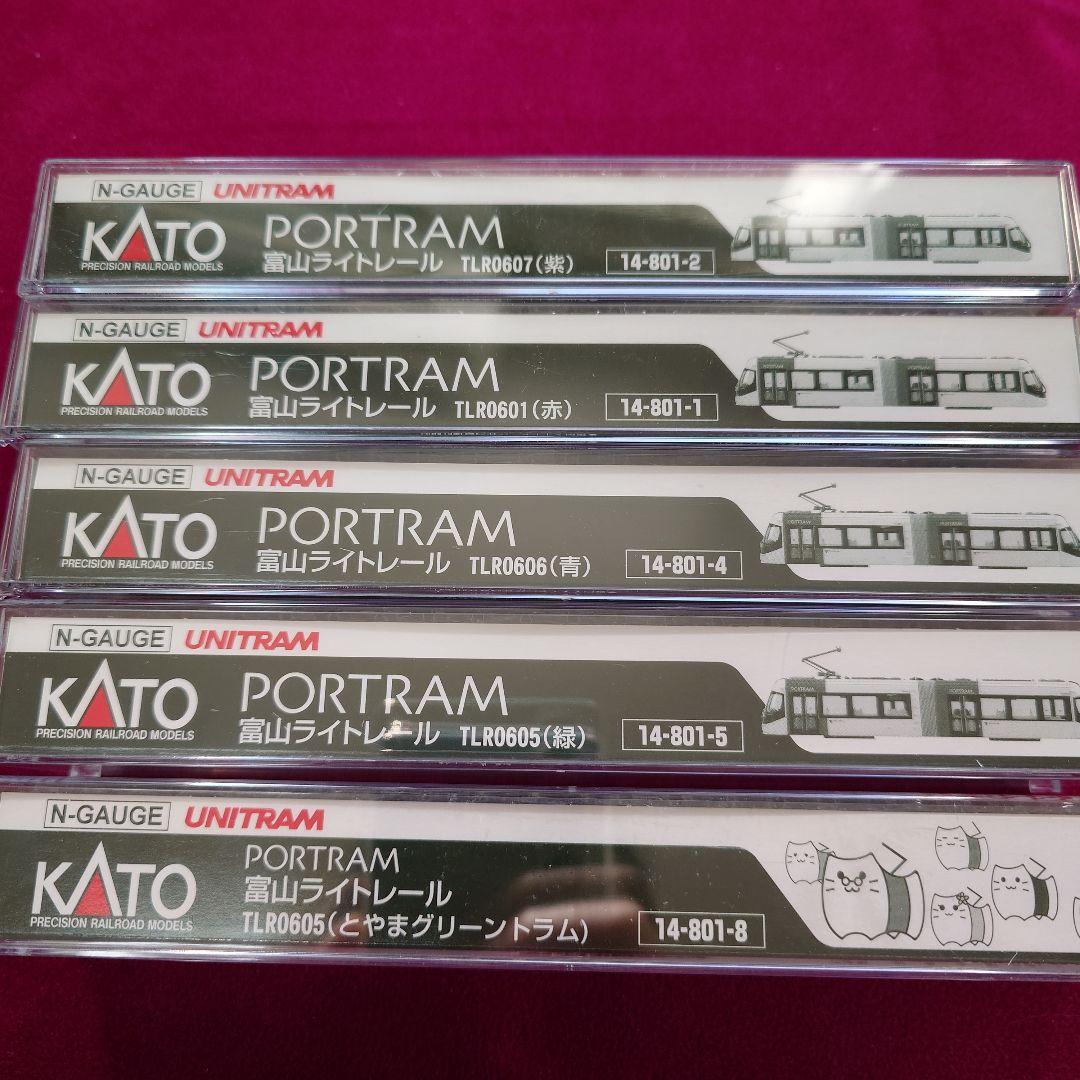 N-GAUGE UNITRAM
KATO PORTRAM
PRECISION RAILROAD MODELS 富山ライトレール TLR0607(紫) 14-801-2
N-GAUGE UNITRAM
KATO PORTRAM
PRECISION RAILROAD MODELS 富山ライトレール TLR0601(赤) 14-801-1
N-GAUGE UNITRAM
KATO PORTRAM
PRECISION RAILROAD MODELS 富山ライトレール TLR0606(青) 14-801-4
PORTRAM PORTRAM
N-GAUGE UNITRAM
KATO PORTRAM
PRECISION RAILROAD MODELS 富山ライトレール TLR0605(緑) 14-801-5
PORTRAM PORTRAM
N-GAUGE UNITRAM
PORTRAM
KATO 富山ライトレール
PRECISION RAILROAD MODELS TLR0605(とやまグリーントラム) 14-801-8